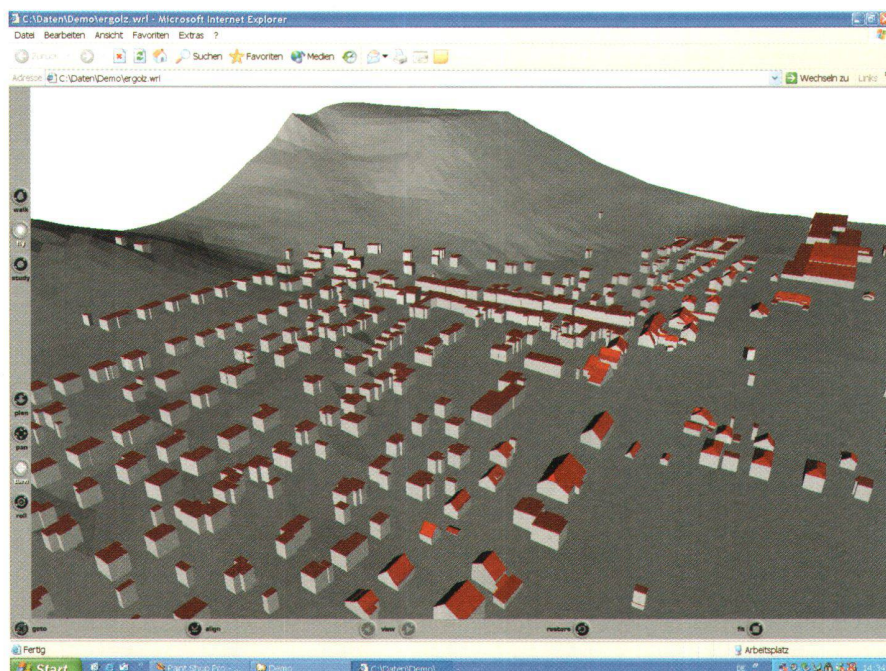 C:\Daten\Demo\ergolz.wrl - Microsoft Internet Explorer
Datei Bearbeiten Ansicht Favoriten Extras ?
Zurück Suchen Favoriten Medien
Adresse C:\Daten\Demo\ergolz.wrl Wechseln zu Links
walk
fly
study
plan
pan
turn
roll
goto align view restore fit
Fertig Arbeitsplatz
Start Paint Shop Pro - Demo C:\Daten\Demo\ DE